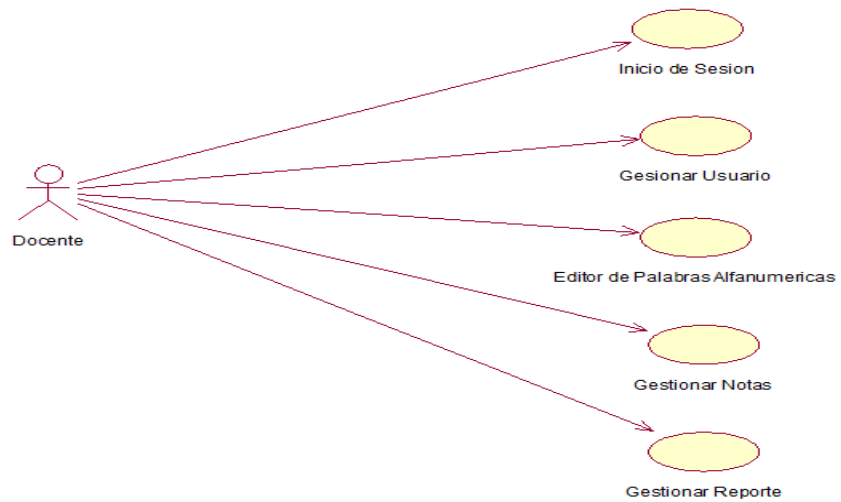 Inicio de Sesion
Gesionar Usuario
Docente
Editor de Palabras Alfanumericas
Gestionar Notas
Gestionar Reporte